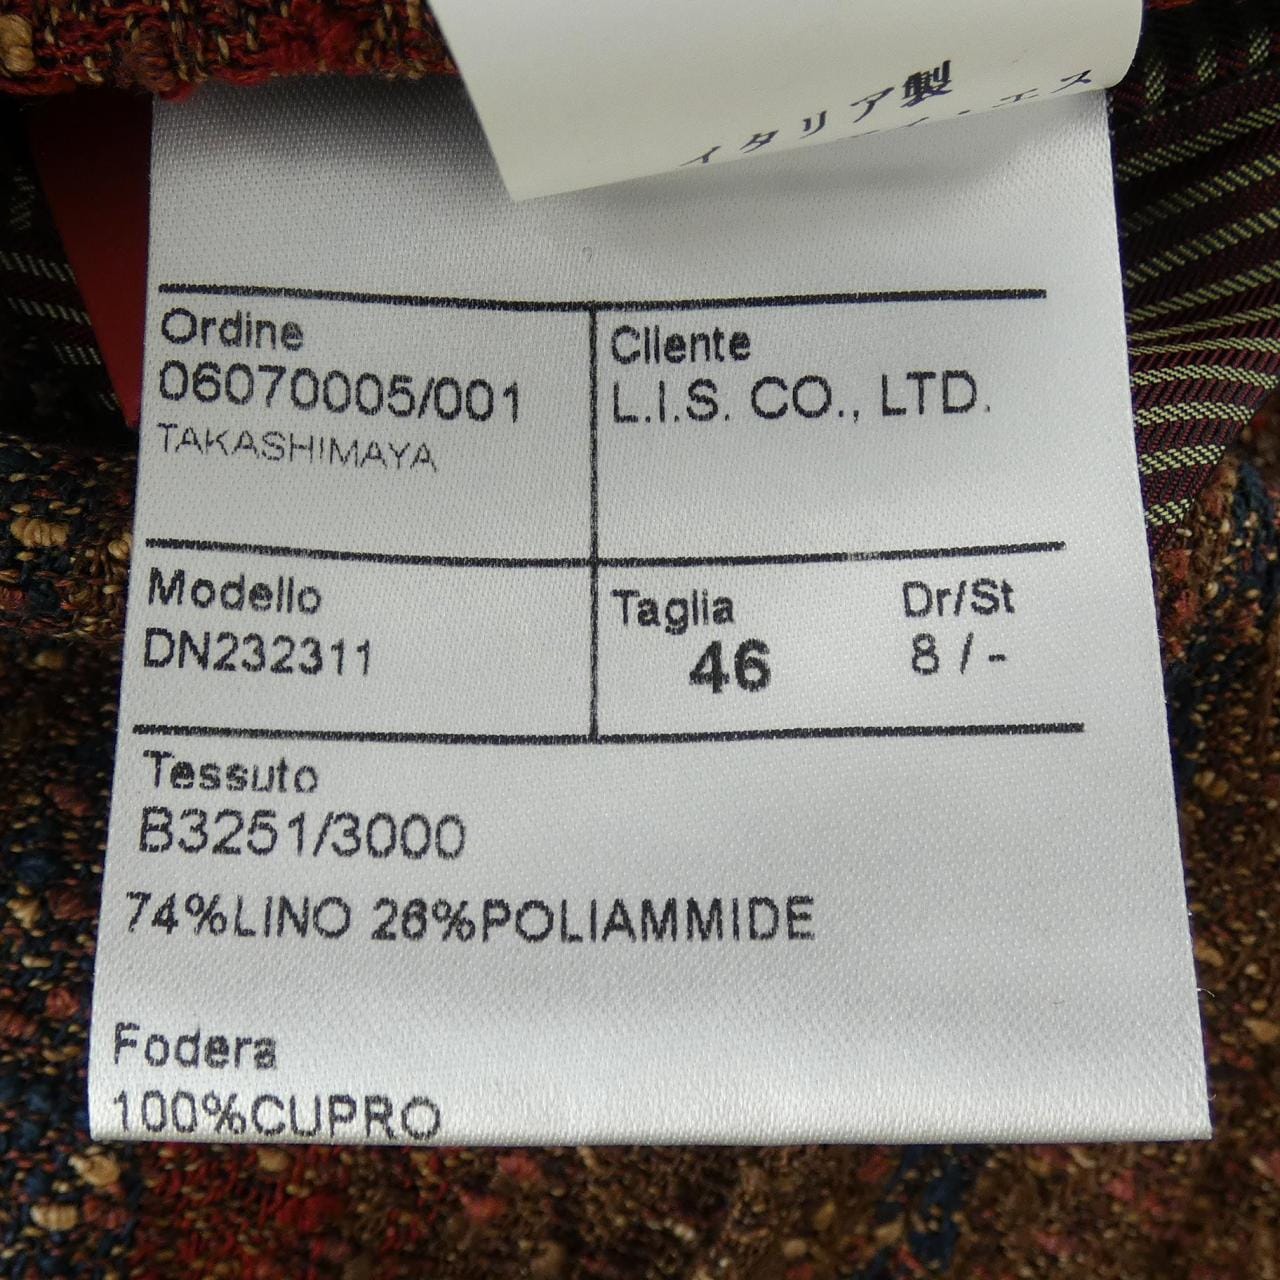 イタリア製
Ordine
06070005/001
TAKASHIMAYA
Cliente
L.I.S. CO., LTD.
Modello
DN232311
Taglia
46
Dr/St
8 / -
Tessuto
B3251/3000
74%LINO 26%POLIAMMIDE
Fodera
100%CUPRO